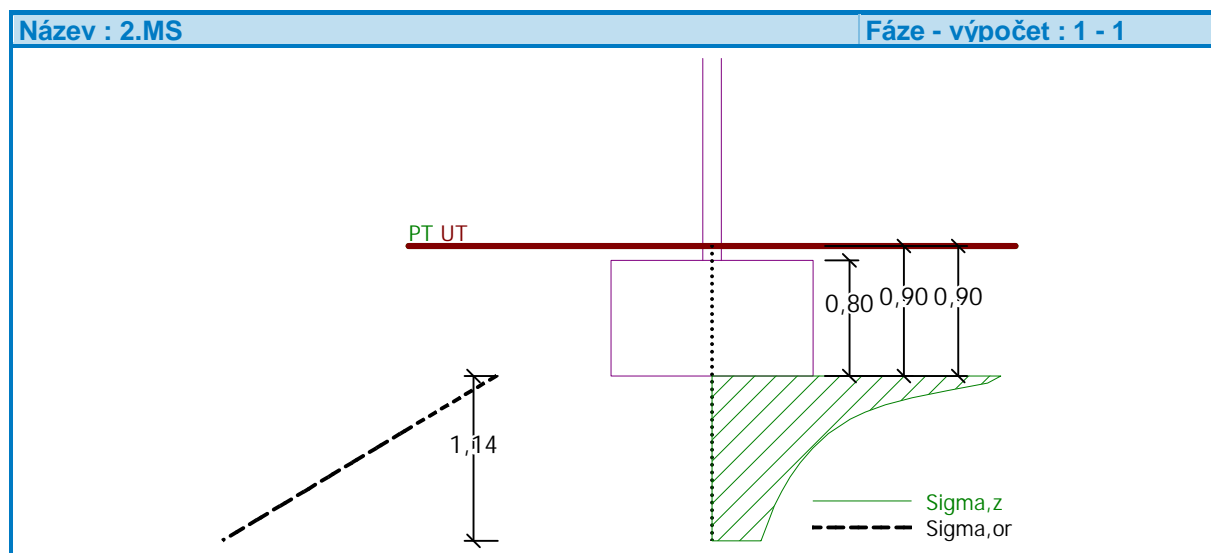 Název : 2.MS
Fáze - výpočet : 1 - 1
PT UT
0,80 0,90 0,90
1,14
Sigma,z
Sigma,or